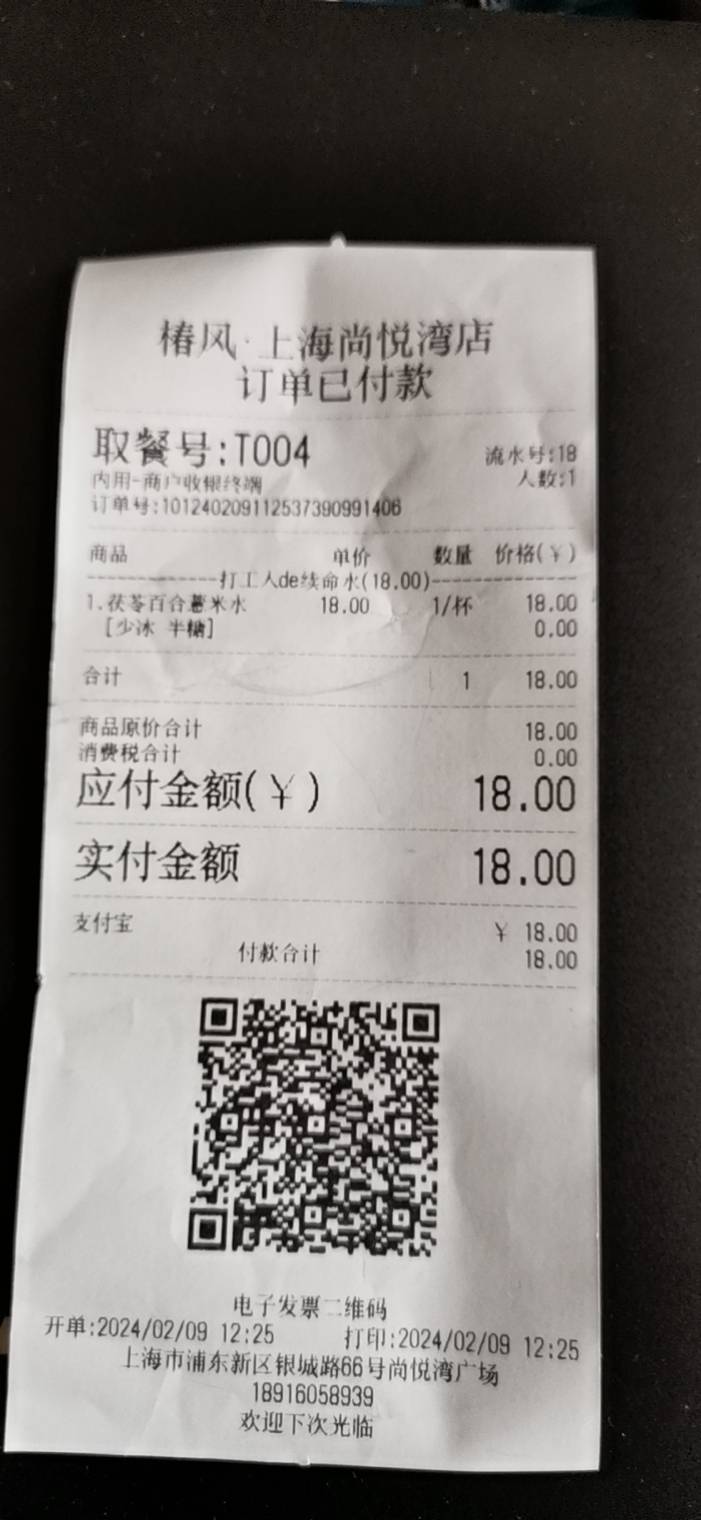 椿风·上海尚悦湾店
订单已付款
取餐号:T004 流水号:18
内用-商户收银终端 人数:1
订单号:101240209112537390991406
商品 单价 数量 价格(¥)
----------打工人de续命水(18.00)----------
1.茯苓百合薏米水 18.00 1/杯 18.00
[少冰 半糖] 0.00
合计 1 18.00
商品原价合计 18.00
消费税合计 0.00
应付金额(¥) 18.00
实付金额 18.00
支付宝 ¥ 18.00
付款合计 18.00
电子发票二维码
开单:2024/02/09 12:25 打印:2024/02/09 12:25
上海市浦东新区银城路66号尚悦湾广场
18916058939
欢迎下次光临